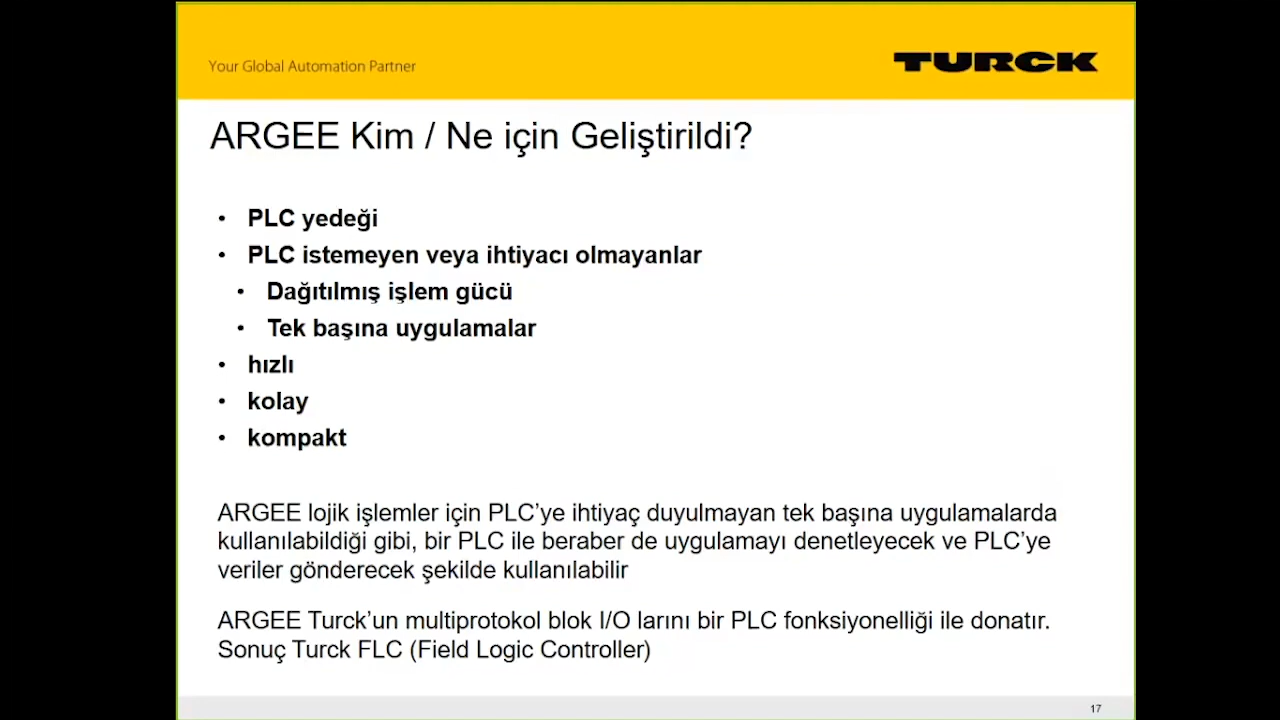 Your Global Automation Partner
TURCK
ARGEE Kim / Ne için Geliştirildi?
• PLC yedeği
• PLC istemeyen veya ihtiyacı olmayanlar
• Dağıtılmış işlem gücü
• Tek başına uygulamalar
• hızlı
• kolay
• kompakt
ARGEE lojik işlemler için PLC’ye ihtiyaç duyulmayan tek başına uygulamalarda
kullanılabildiği gibi, bir PLC ile beraber de uygulamayı denetleyecek ve PLC’ye
veriler gönderecek şekilde kullanılabilir
ARGEE Turck’un multiprotokol blok I/O larını bir PLC fonksiyonelliği ile donatır.
Sonuç Turck FLC (Field Logic Controller)
17